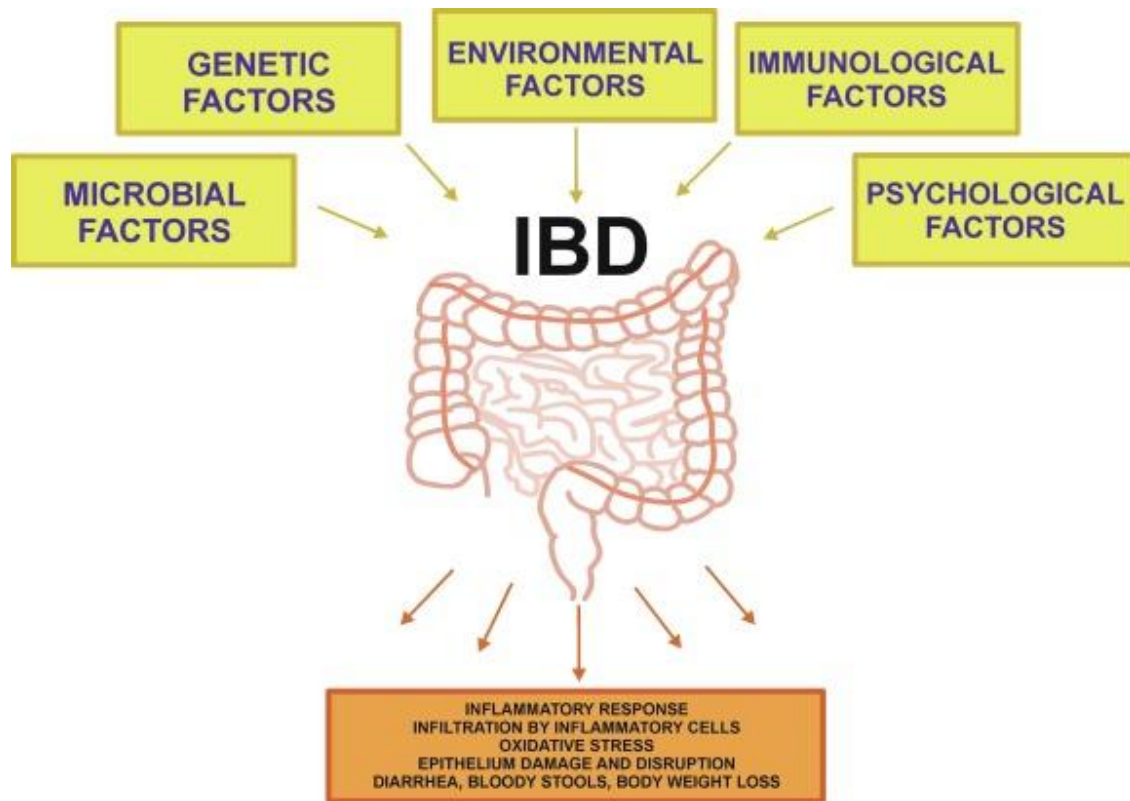 GENETIC
FACTORS
ENVIRONMENTAL
FACTORS
IMMUNOLOGICAL
FACTORS
MICROBIAL
FACTORS
PSYCHOLOGICAL
FACTORS
IBD
INFLAMMATORY RESPONSE
INFILTRATION BY INFLAMMATORY CELLS
OXIDATIVE STRESS
EPITHELIUM DAMAGE AND DISRUPTION
DIARRHEA, BLOODY STOOLS, BODY WEIGHT LOSS